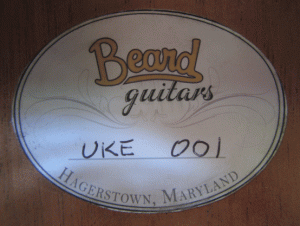 Beard
guitars
UKE 001
HAGERSTOWN, MARYLAND